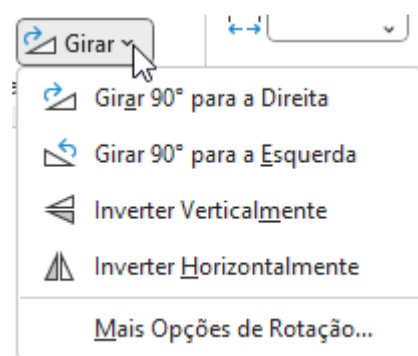 Girar
Girar 90° para a Direita
Girar 90° para a Esquerda
Inverter Verticalmente
Inverter Horizontalmente
Mais Opções de Rotação...